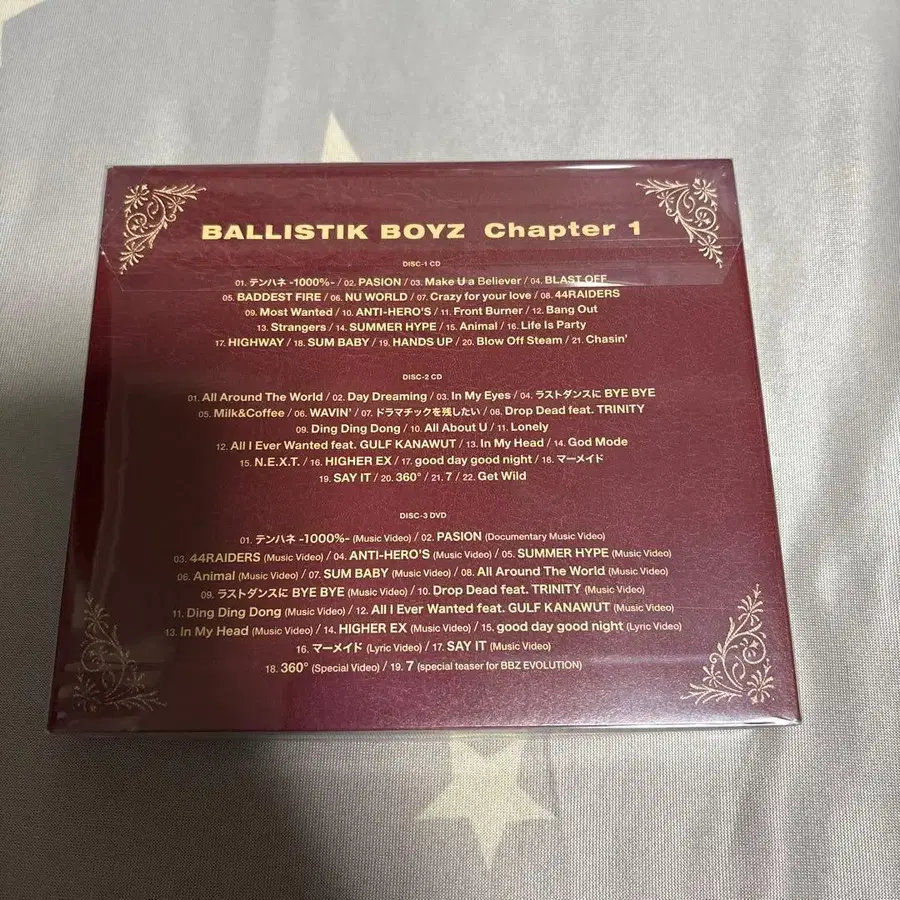 BALLISTIK BOYZ Chapter 1
DISC-1 CD
01. テンハネ -1000%- / 02. PASION / 03. Make U a Believer / 04. BLAST OFF
05. BADDEST FIRE / 06. NU WORLD / 07. Crazy for your love / 08. 44RAIDERS
09. Most Wanted / 10. ANTI-HERO'S / 11. Front Burner / 12. Bang Out
13. Strangers / 14. SUMMER HYPE / 15. Animal / 16. Life Is Party
17. HIGHWAY / 18. SUM BABY / 19. HANDS UP / 20. Blow Off Steam / 21. Chasin'
DISC-2 CD
01. All Around The World / 02. Day Dreaming / 03. In My Eyes / 04. ラストダンスに BYE BYE
05. Milk&Coffee / 06. WAVIN' / 07. ドラマチックを残したい / 08. Drop Dead feat. TRINITY
09. Ding Ding Dong / 10. All About U / 11. Lonely
12. All I Ever Wanted feat. GULF KANAWUT / 13. In My Head / 14. God Mode
15. N.E.X.T. / 16. HIGHER EX / 17. good day good night / 18. マーメイド
19. SAY IT / 20. 360° / 21. 7 / 22. Get Wild
DISC-3 DVD
01. テンハネ -1000%- (Music Video) / 02. PASION (Documentary Music Video)
03. 44RAIDERS (Music Video) / 04. ANTI-HERO'S (Music Video) / 05. SUMMER HYPE (Music Video)
06. Animal (Music Video) / 07. SUM BABY (Music Video) / 08. All Around The World (Music Video)
09. ラストダンスに BYE BYE (Music Video) / 10. Drop Dead feat. TRINITY (Music Video)
11. Ding Ding Dong (Music Video) / 12. All I Ever Wanted feat. GULF KANAWUT (Music Video)
13. In My Head (Music Video) / 14. HIGHER EX (Music Video) / 15. good day good night (Lyric Video)
16. マーメイド (Lyric Video) / 17. SAY IT (Music Video)
18. 360° (Special Video) / 19. 7 (special teaser for BBZ EVOLUTION)